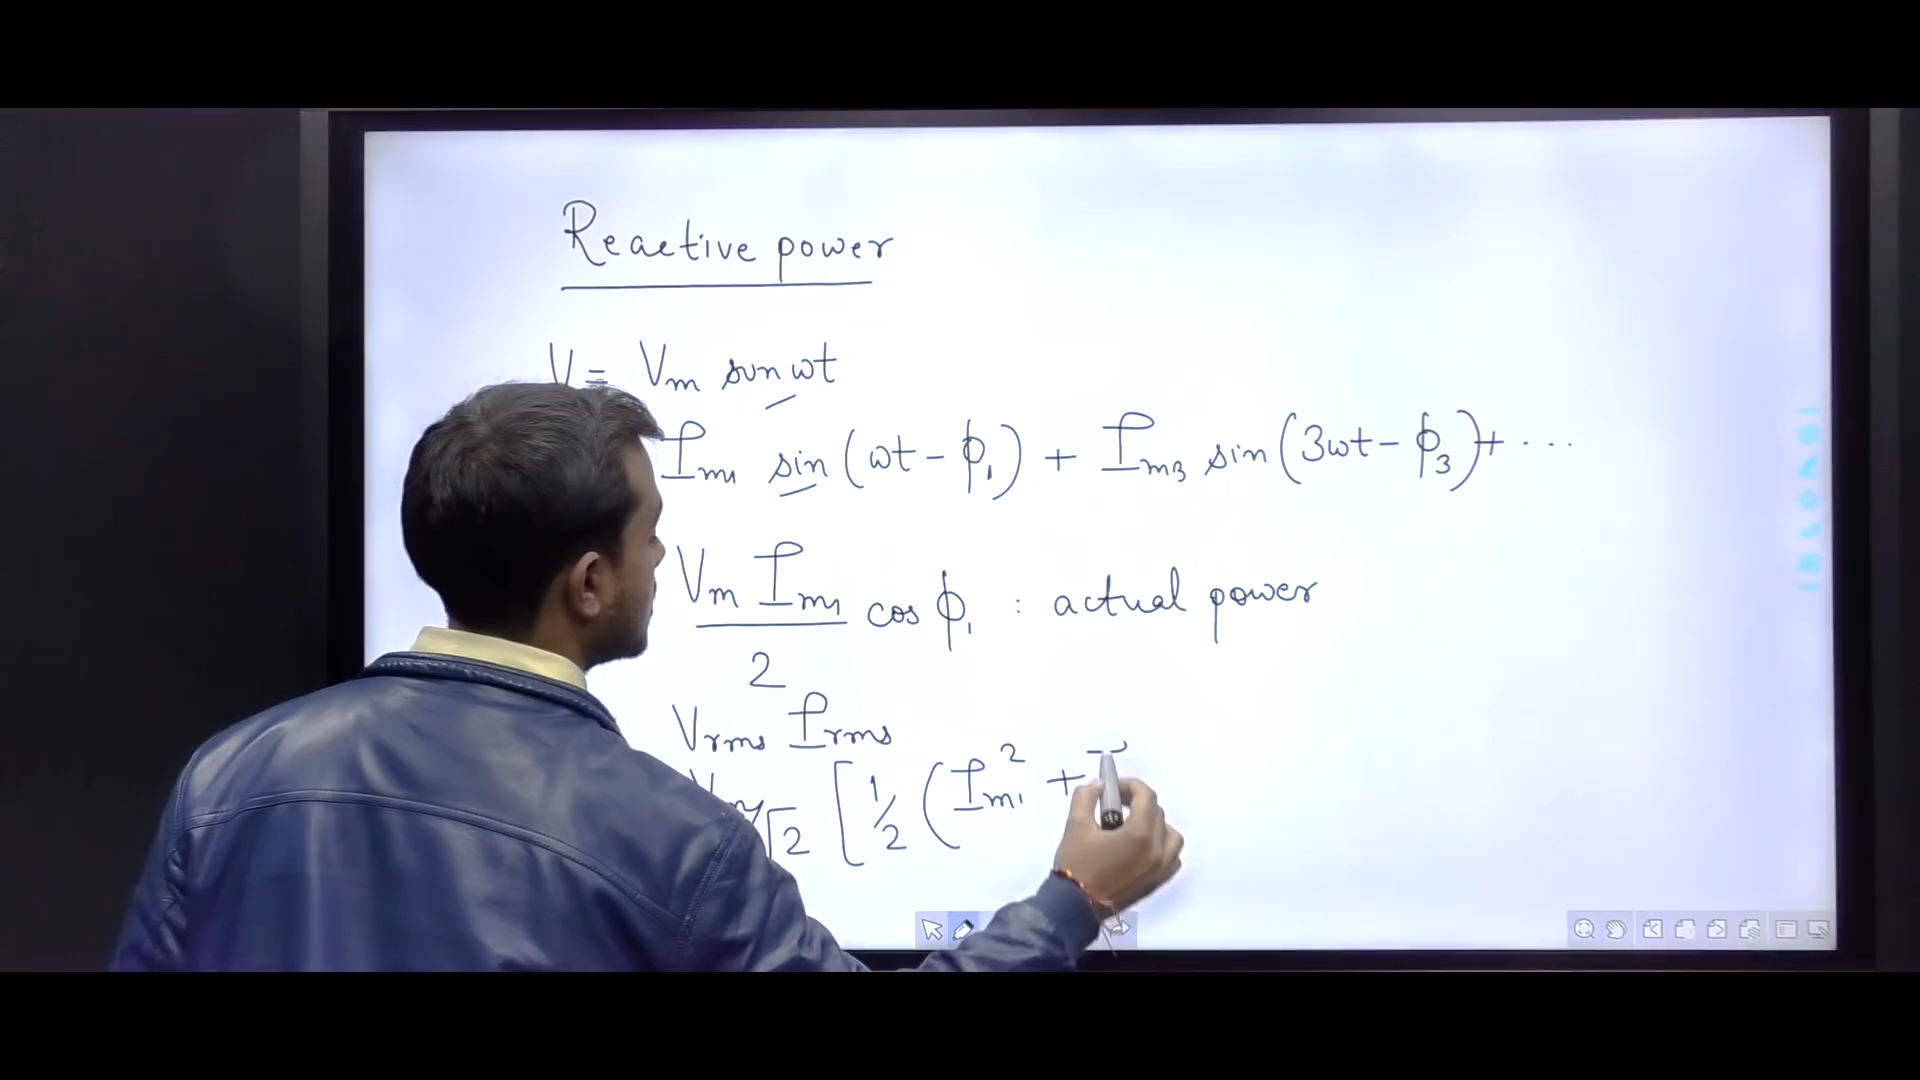 Reactive power
V = Vm sin wt
Im1 sin (ωt - φ1) + Im3 sin (3ωt - φ3) + ...
Vm Im1 cos φ1 : actual power
2
Vrms Irms
√2 [ 1/2 ( Im1² +